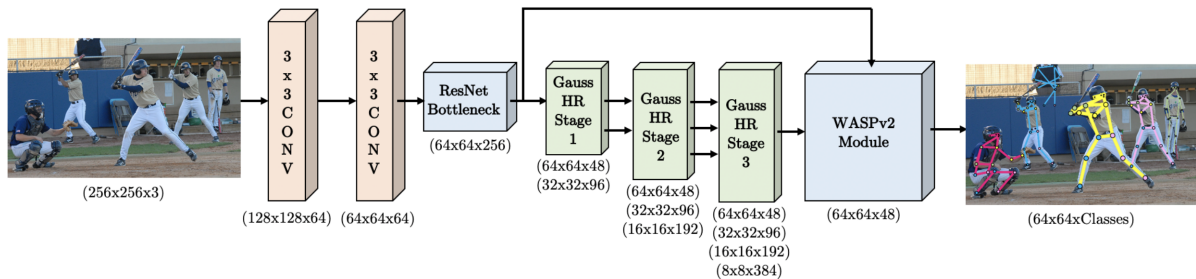 (256x256x3)
3
x
3
C
O
N
V
(128x128x64)
3
x
3
C
O
N
V
(64x64x64)
ResNet
Bottleneck
(64x64x256)
Gauss
HR
Stage
1
(64x64x48)
(32x32x96)
Gauss
HR
Stage
2
(64x64x48)
(32x32x96)
(16x16x192)
Gauss
HR
Stage
3
(64x64x48)
(32x32x96)
(16x16x192)
(8x8x384)
WASPv2
Module
(64x64x48)
(64x64xClasses)